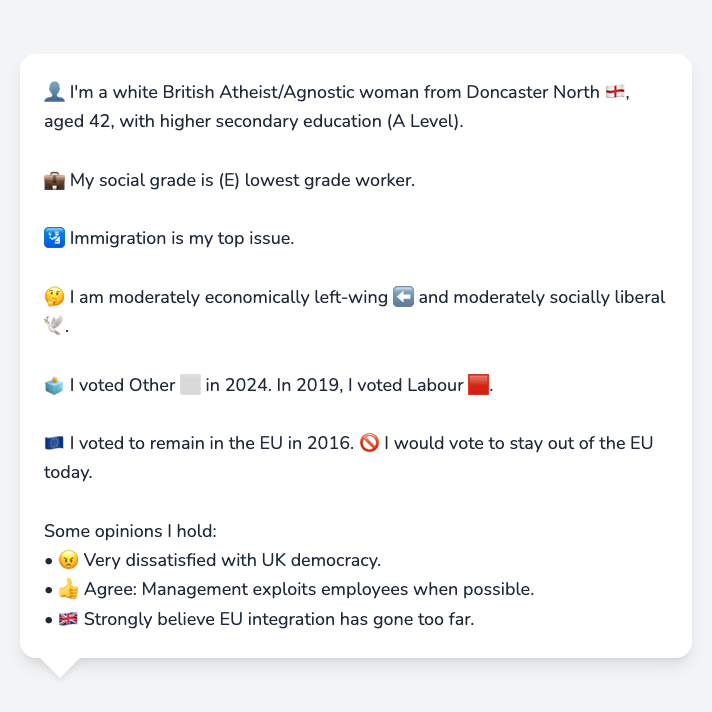 👤 I'm a white British Atheist/Agnostic woman from Doncaster North 🏴󠁧󠁢󠁥󠁮󠁧󠁿,
aged 42, with higher secondary education (A Level).
💼 My social grade is (E) lowest grade worker.
🛂 Immigration is my top issue.
🤔 I am moderately economically left-wing ⬅️ and moderately socially liberal
🕊️.
🗳️ I voted Other ⬜ in 2024. In 2019, I voted Labour 🟥.
🇪🇺 I voted to remain in the EU in 2016. 🚫 I would vote to stay out of the EU
today.
Some opinions I hold:
• 😠 Very dissatisfied with UK democracy.
• 👍 Agree: Management exploits employees when possible.
• 🇬🇧 Strongly believe EU integration has gone too far.